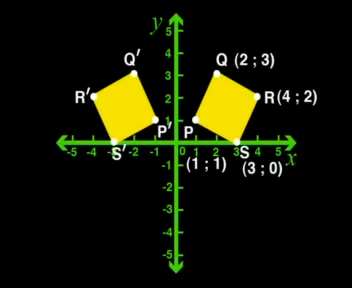 y
5
4
3
2
1
Q′
Q (2 ; 3)
R′
R (4 ; 2)
P′
P
S′
S
-5 -4 -2 -1 0 1 2 3 4 5 x
(1 ; 1)
(3 ; 0)
-1
-2
-3
-4
-5